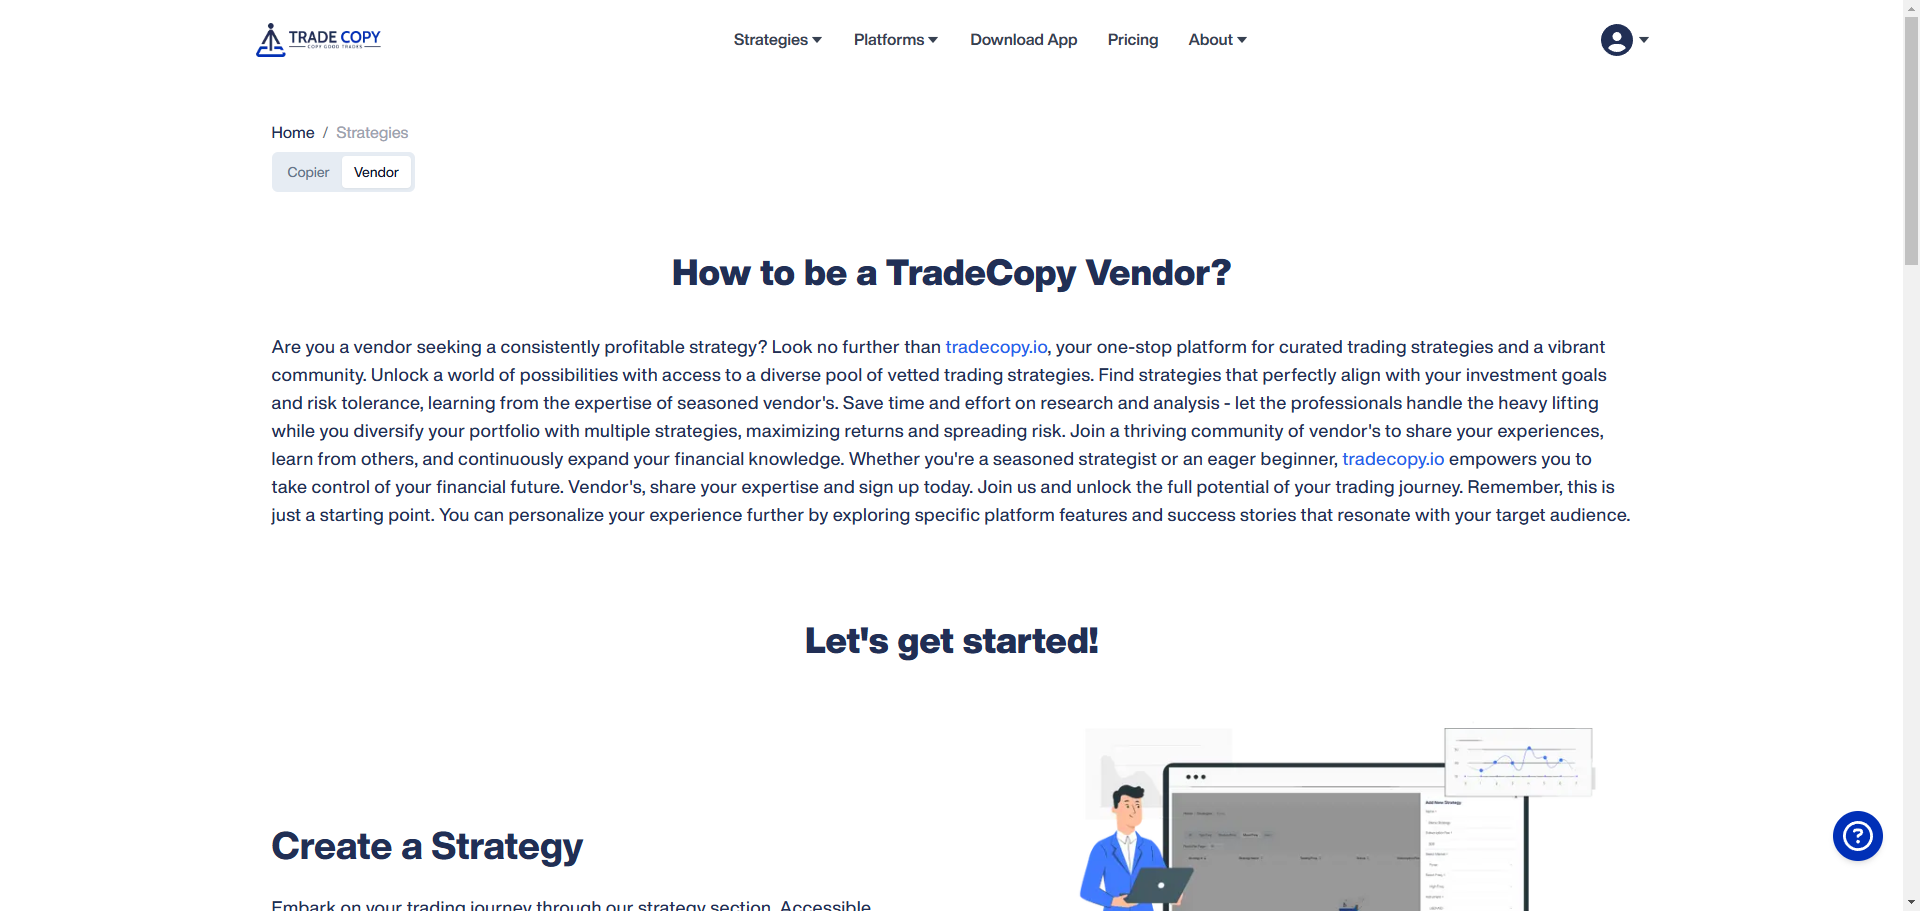 TRADE COPY
COPY GOOD TRADES
Strategies
Platforms
Download App
Pricing
About
Home / Strategies
Copier
Vendor
How to be a TradeCopy Vendor?
Are you a vendor seeking a consistently profitable strategy? Look no further than tradecopy.io, your one-stop platform for curated trading strategies and a vibrant
community. Unlock a world of possibilities with access to a diverse pool of vetted trading strategies. Find strategies that perfectly align with your investment goals
and risk tolerance, learning from the expertise of seasoned vendor's. Save time and effort on research and analysis - let the professionals handle the heavy lifting
while you diversify your portfolio with multiple strategies, maximizing returns and spreading risk. Join a thriving community of vendor's to share your experiences,
learn from others, and continuously expand your financial knowledge. Whether you're a seasoned strategist or an eager beginner, tradecopy.io empowers you to
take control of your financial future. Vendor's, share your expertise and sign up today. Join us and unlock the full potential of your trading journey. Remember, this is
just a starting point. You can personalize your experience further by exploring specific platform features and success stories that resonate with your target audience.
Let's get started!
Add New Strategy
Create a Strategy
Embark on your trading journey through our strategy section. Accessible